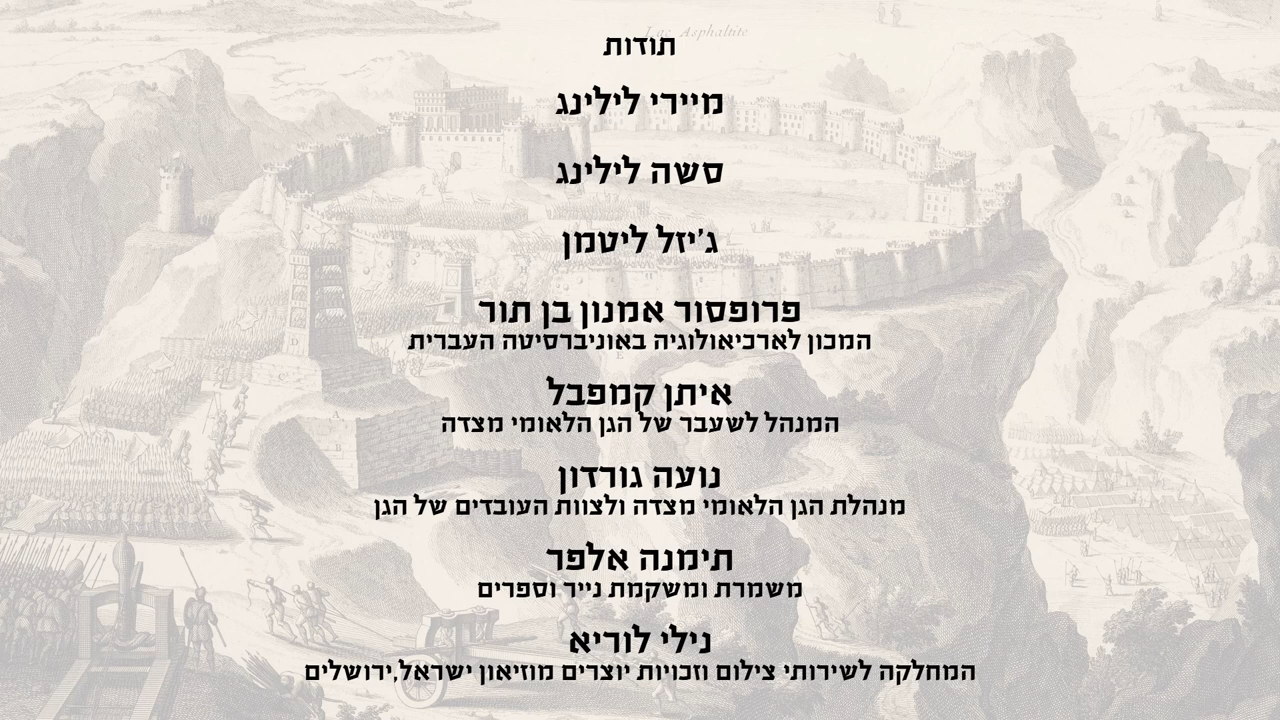 Lac Asphaltite
תודות
מיירי לילינג
סשה לילינג
ג'יזל ליטמן
פרופסור אמנון בן תור
המכון לארכיאולוגיה באוניברסיטה העברית
איתן קמפבל
המנהל לשעבר של הגן הלאומי מצדה
נועה גורדון
מנהלת הגן הלאומי מצדה ולצוות העובדים של הגן
תימנה אלפר
משמרת ומשקמת נייר וספרים
נילי לוריא
המחלקה לשירותי צילום וזכויות יוצרים מוזיאון ישראל,ירושלים